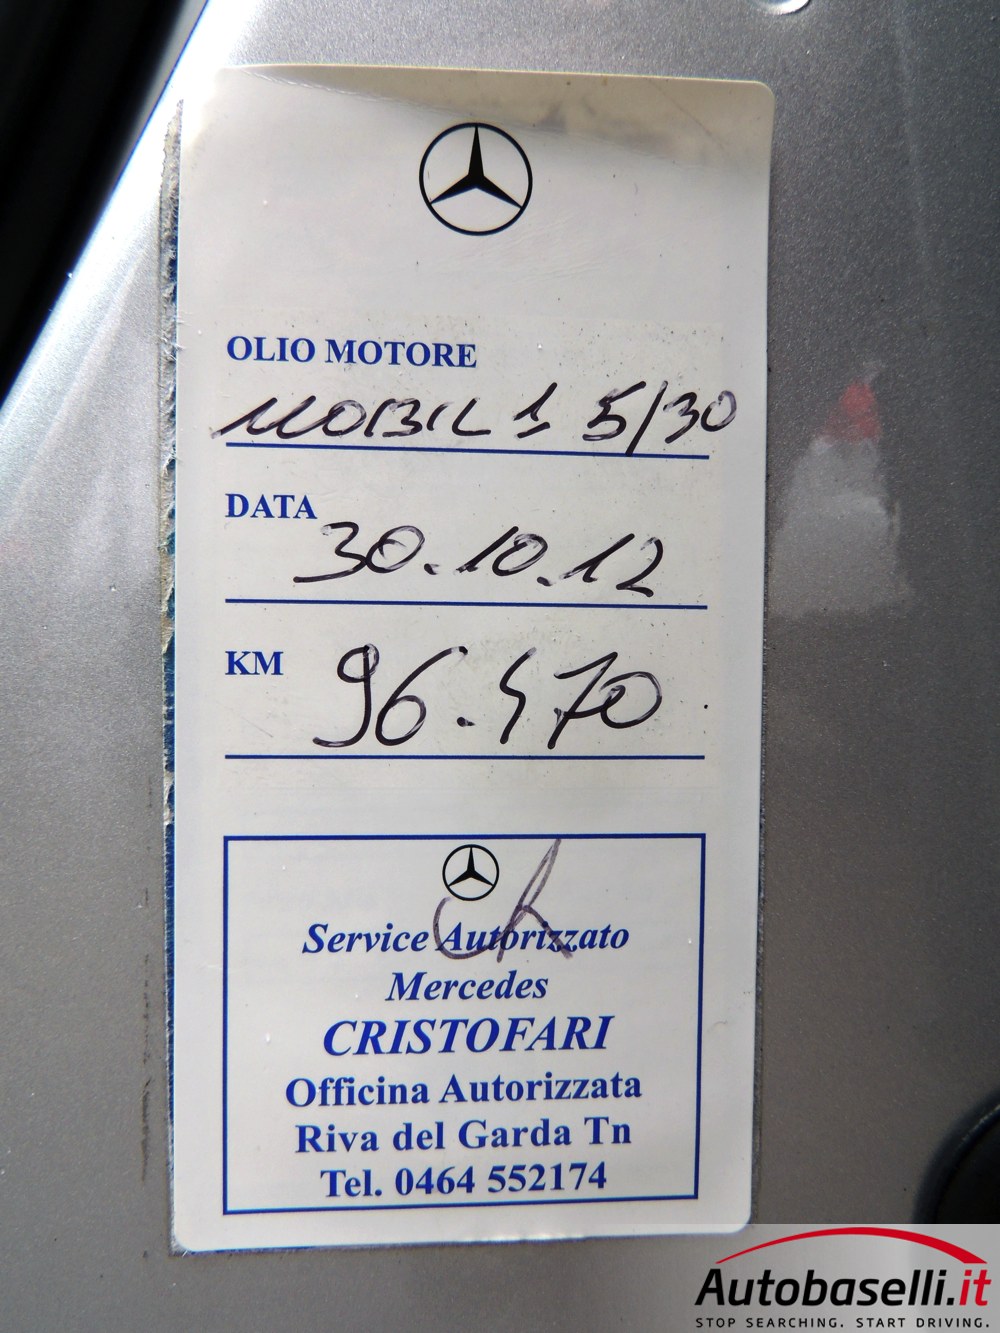 OLIO MOTORE
MOBIL 1 5/30
DATA
30.10.12
KM
96.470
Service Autorizzato
Mercedes
CRISTOFARI
Officina Autorizzata
Riva del Garda Tn
Tel. 0464 552174
Autobaselli.it
STOP SEARCHING. START DRIVING.